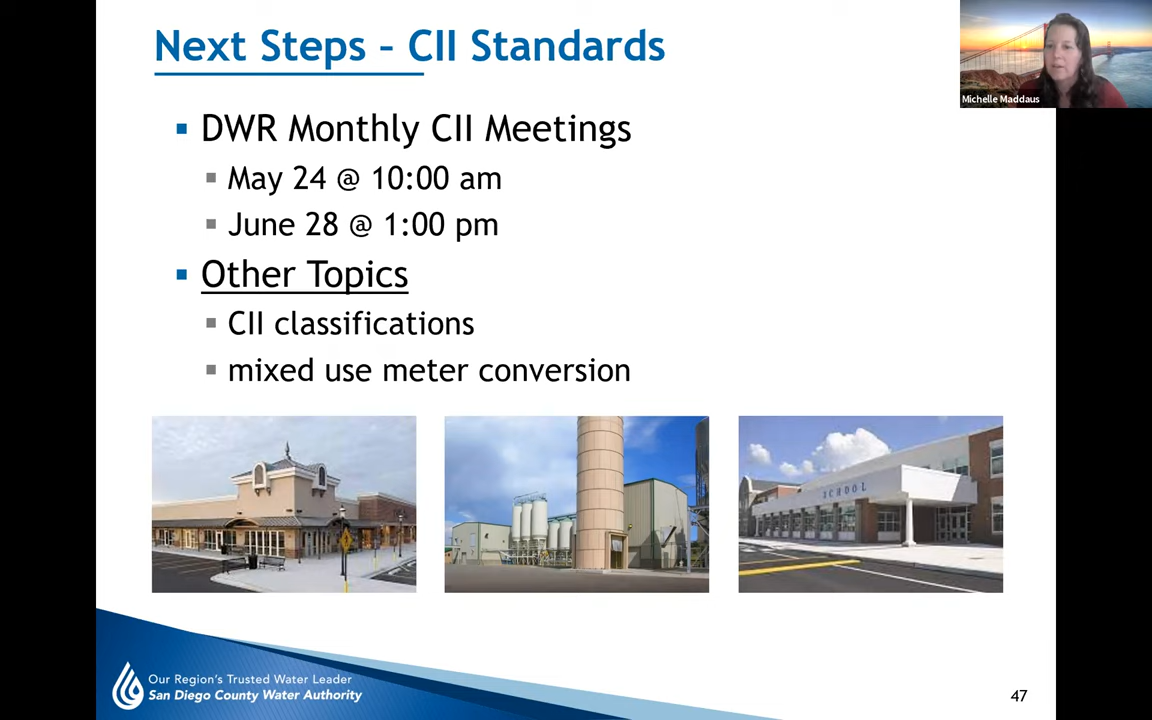 Next Steps – CII Standards
Michelle Maddaus
DWR Monthly CII Meetings
May 24 @ 10:00 am
June 28 @ 1:00 pm
Other Topics
CII classifications
mixed use meter conversion
SCHOOL
Our Region's Trusted Water Leader
San Diego County Water Authority
47